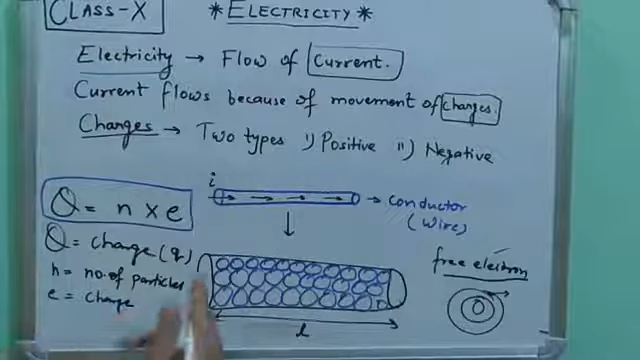 CLASS-X
*ELECTRICITY*
Electricity → Flow of Current.
Current flows because of movement of charges.
Charges → Two types i) Positive ii) Negative
Q = n x e
Q = charge (q)
n = no. of particles
e = charge
i
→ conductor
(wire)
l
free electron